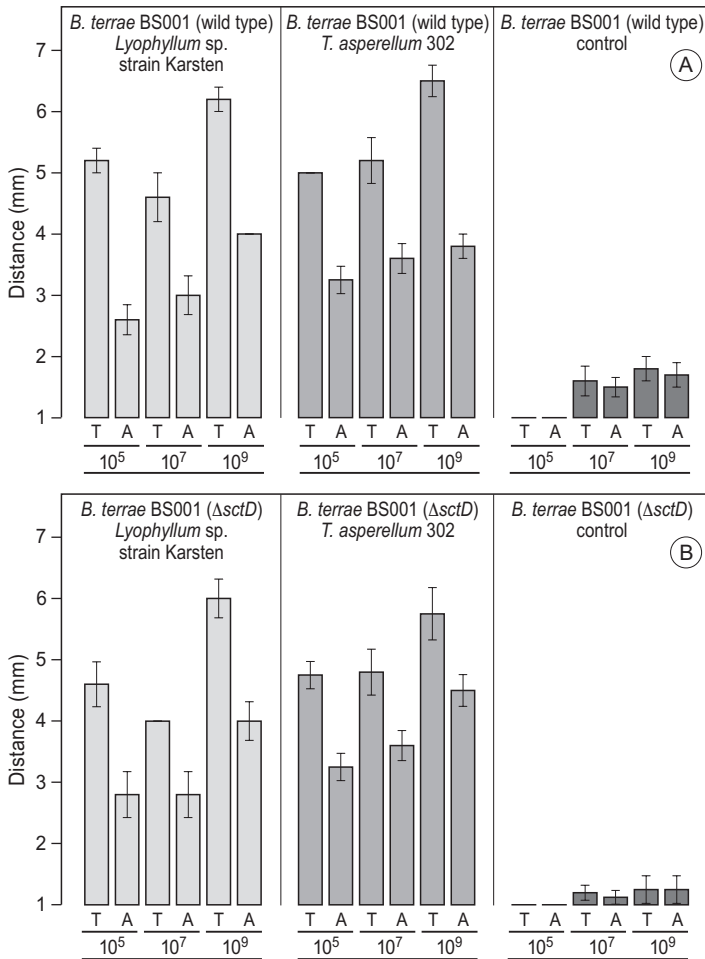 B. terrae BS001 (wild type)
Lyophyllum sp.
strain Karsten
B. terrae BS001 (wild type)
T. asperellum 302
B. terrae BS001 (wild type)
control
A
Distance (mm)
7
6
5
4
3
2
1
T A T A T A
10⁵ 10⁷ 10⁹
T A T A T A
10⁵ 10⁷ 10⁹
T A T A T A
10⁵ 10⁷ 10⁹
B. terrae BS001 (ΔsctD)
Lyophyllum sp.
strain Karsten
B. terrae BS001 (ΔsctD)
T. asperellum 302
B. terrae BS001 (ΔsctD)
control
B
Distance (mm)
7
6
5
4
3
2
1
T A T A T A
10⁵ 10⁷ 10⁹
T A T A T A
10⁵ 10⁷ 10⁹
T A T A T A
10⁵ 10⁷ 10⁹